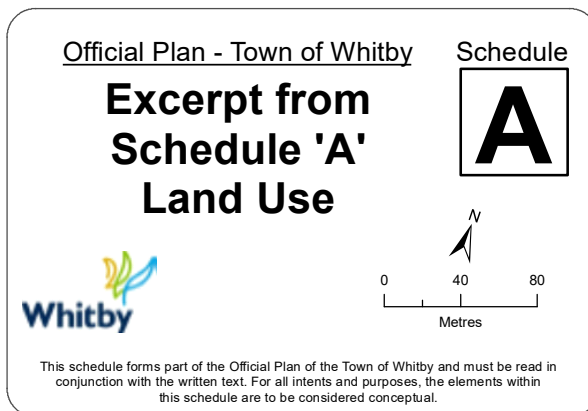 Official Plan - Town of Whitby
Schedule
Excerpt from
Schedule 'A'
Land Use
A
N
0 40 80
Metres
Whitby
This schedule forms part of the Official Plan of the Town of Whitby and must be read in
conjunction with the written text. For all intents and purposes, the elements within
this schedule are to be considered conceptual.